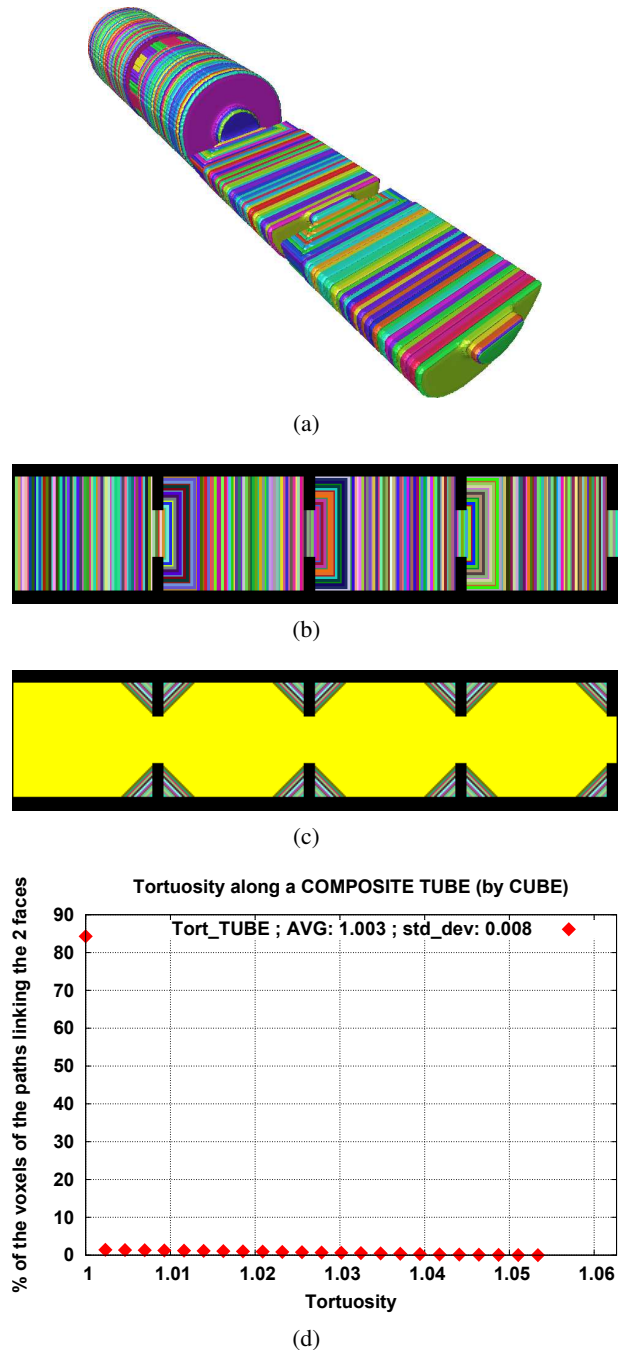 (a)
(b)
(c)
Tortuosity along a COMPOSITE TUBE (by CUBE)
% of the voxels of the paths linking the 2 faces
Tort_TUBE ; AVG: 1.003 ; std_dev: 0.008
90
80
70
60
50
40
30
20
10
0
1 1.01 1.02 1.03 1.04 1.05 1.06
Tortuosity
(d)